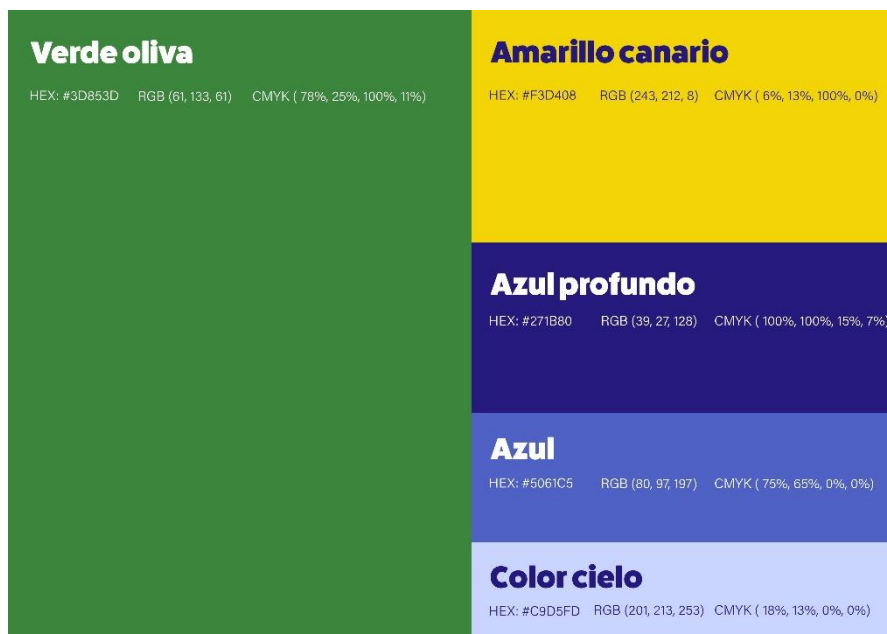 Verde oliva
HEX: #3D853D RGB (61, 133, 61) CMYK ( 78%, 25%, 100%, 11%)
Amarillo canario
HEX: #F3D408 RGB (243, 212, 8) CMYK ( 6%, 13%, 100%, 0%)
Azul profundo
HEX: #271B80 RGB (39, 27, 128) CMYK ( 100%, 100%, 15%, 7%)
Azul
HEX: #5061C5 RGB (80, 97, 197) CMYK ( 75%, 65%, 0%, 0%)
Color cielo
HEX: #C9D5FD RGB (201, 213, 253) CMYK ( 18%, 13%, 0%, 0%)